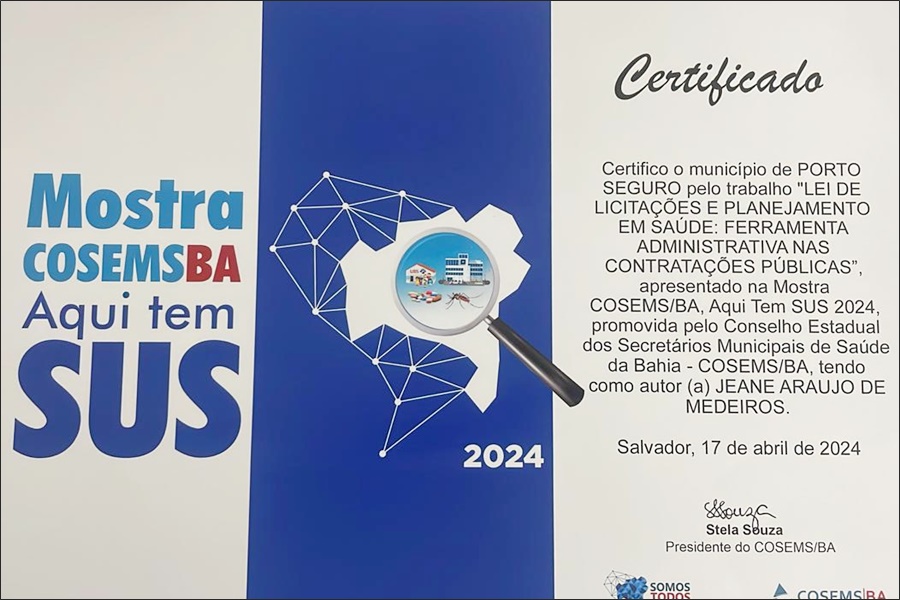 Mostra
COSEMSBA
Aqui tem
SUS
2024
Certificado
Certifico o município de PORTO
SEGURO pelo trabalho "LEI DE
LICITAÇÕES E PLANEJAMENTO
EM SAÚDE: FERRAMENTA
ADMINISTRATIVA NAS
CONTRATAÇÕES PÚBLICAS”,
apresentado na Mostra
COSEMS/BA, Aqui Tem SUS 2024,
promovida pelo Conselho Estadual
dos Secretários Municipais de Saúde
da Bahia - COSEMS/BA, tendo
como autor (a) JEANE ARAUJO DE
MEDEIROS.
Salvador, 17 de abril de 2024
SSouza
Stela Souza
Presidente do COSEMS/BA
SOMOS
TODOS
COSEMS|BA